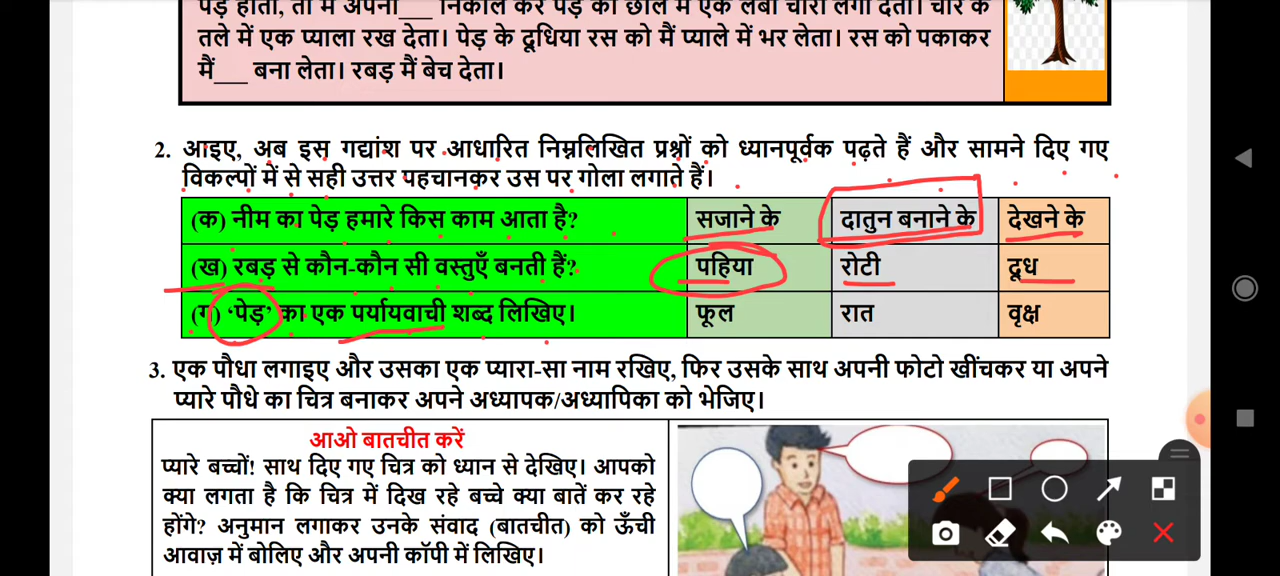 पेड़ होता, तो मैं अपना___ निकाल कर पेड़ की छाल में एक लंबा चीरा लगा देता। चीरे के
तले में एक प्याला रख देता। पेड़ के दूधिया रस को मैं प्याले में भर लेता। रस को पकाकर
मैं___ बना लेता। रबड़ मैं बेच देता।
2. आइए, अब इस गद्यांश पर आधारित निम्नलिखित प्रश्नों को ध्यानपूर्वक पढ़ते हैं और सामने दिए गए
विकल्पों में से सही उत्तर पहचानकर उस पर गोला लगाते हैं।
(क) नीम का पेड़ हमारे किस काम आता है? सजाने के दातुन बनाने के देखने के
(ख) रबड़ से कौन-कौन सी वस्तुएँ बनती हैं? पहिया रोटी दूध
(ग) ‘पेड़’ का एक पर्यायवाची शब्द लिखिए। फूल रात वृक्ष
3. एक पौधा लगाइए और उसका एक प्यारा-सा नाम रखिए, फिर उसके साथ अपनी फोटो खींचकर या अपने
प्यारे पौधे का चित्र बनाकर अपने अध्यापक/अध्यापिका को भेजिए।
आओ बातचीत करें
प्यारे बच्चों! साथ दिए गए चित्र को ध्यान से देखिए। आपको
क्या लगता है कि चित्र में दिख रहे बच्चे क्या बातें कर रहे
होंगे? अनुमान लगाकर उनके संवाद (बातचीत) को ऊँची
आवाज़ में बोलिए और अपनी कॉपी में लिखिए।